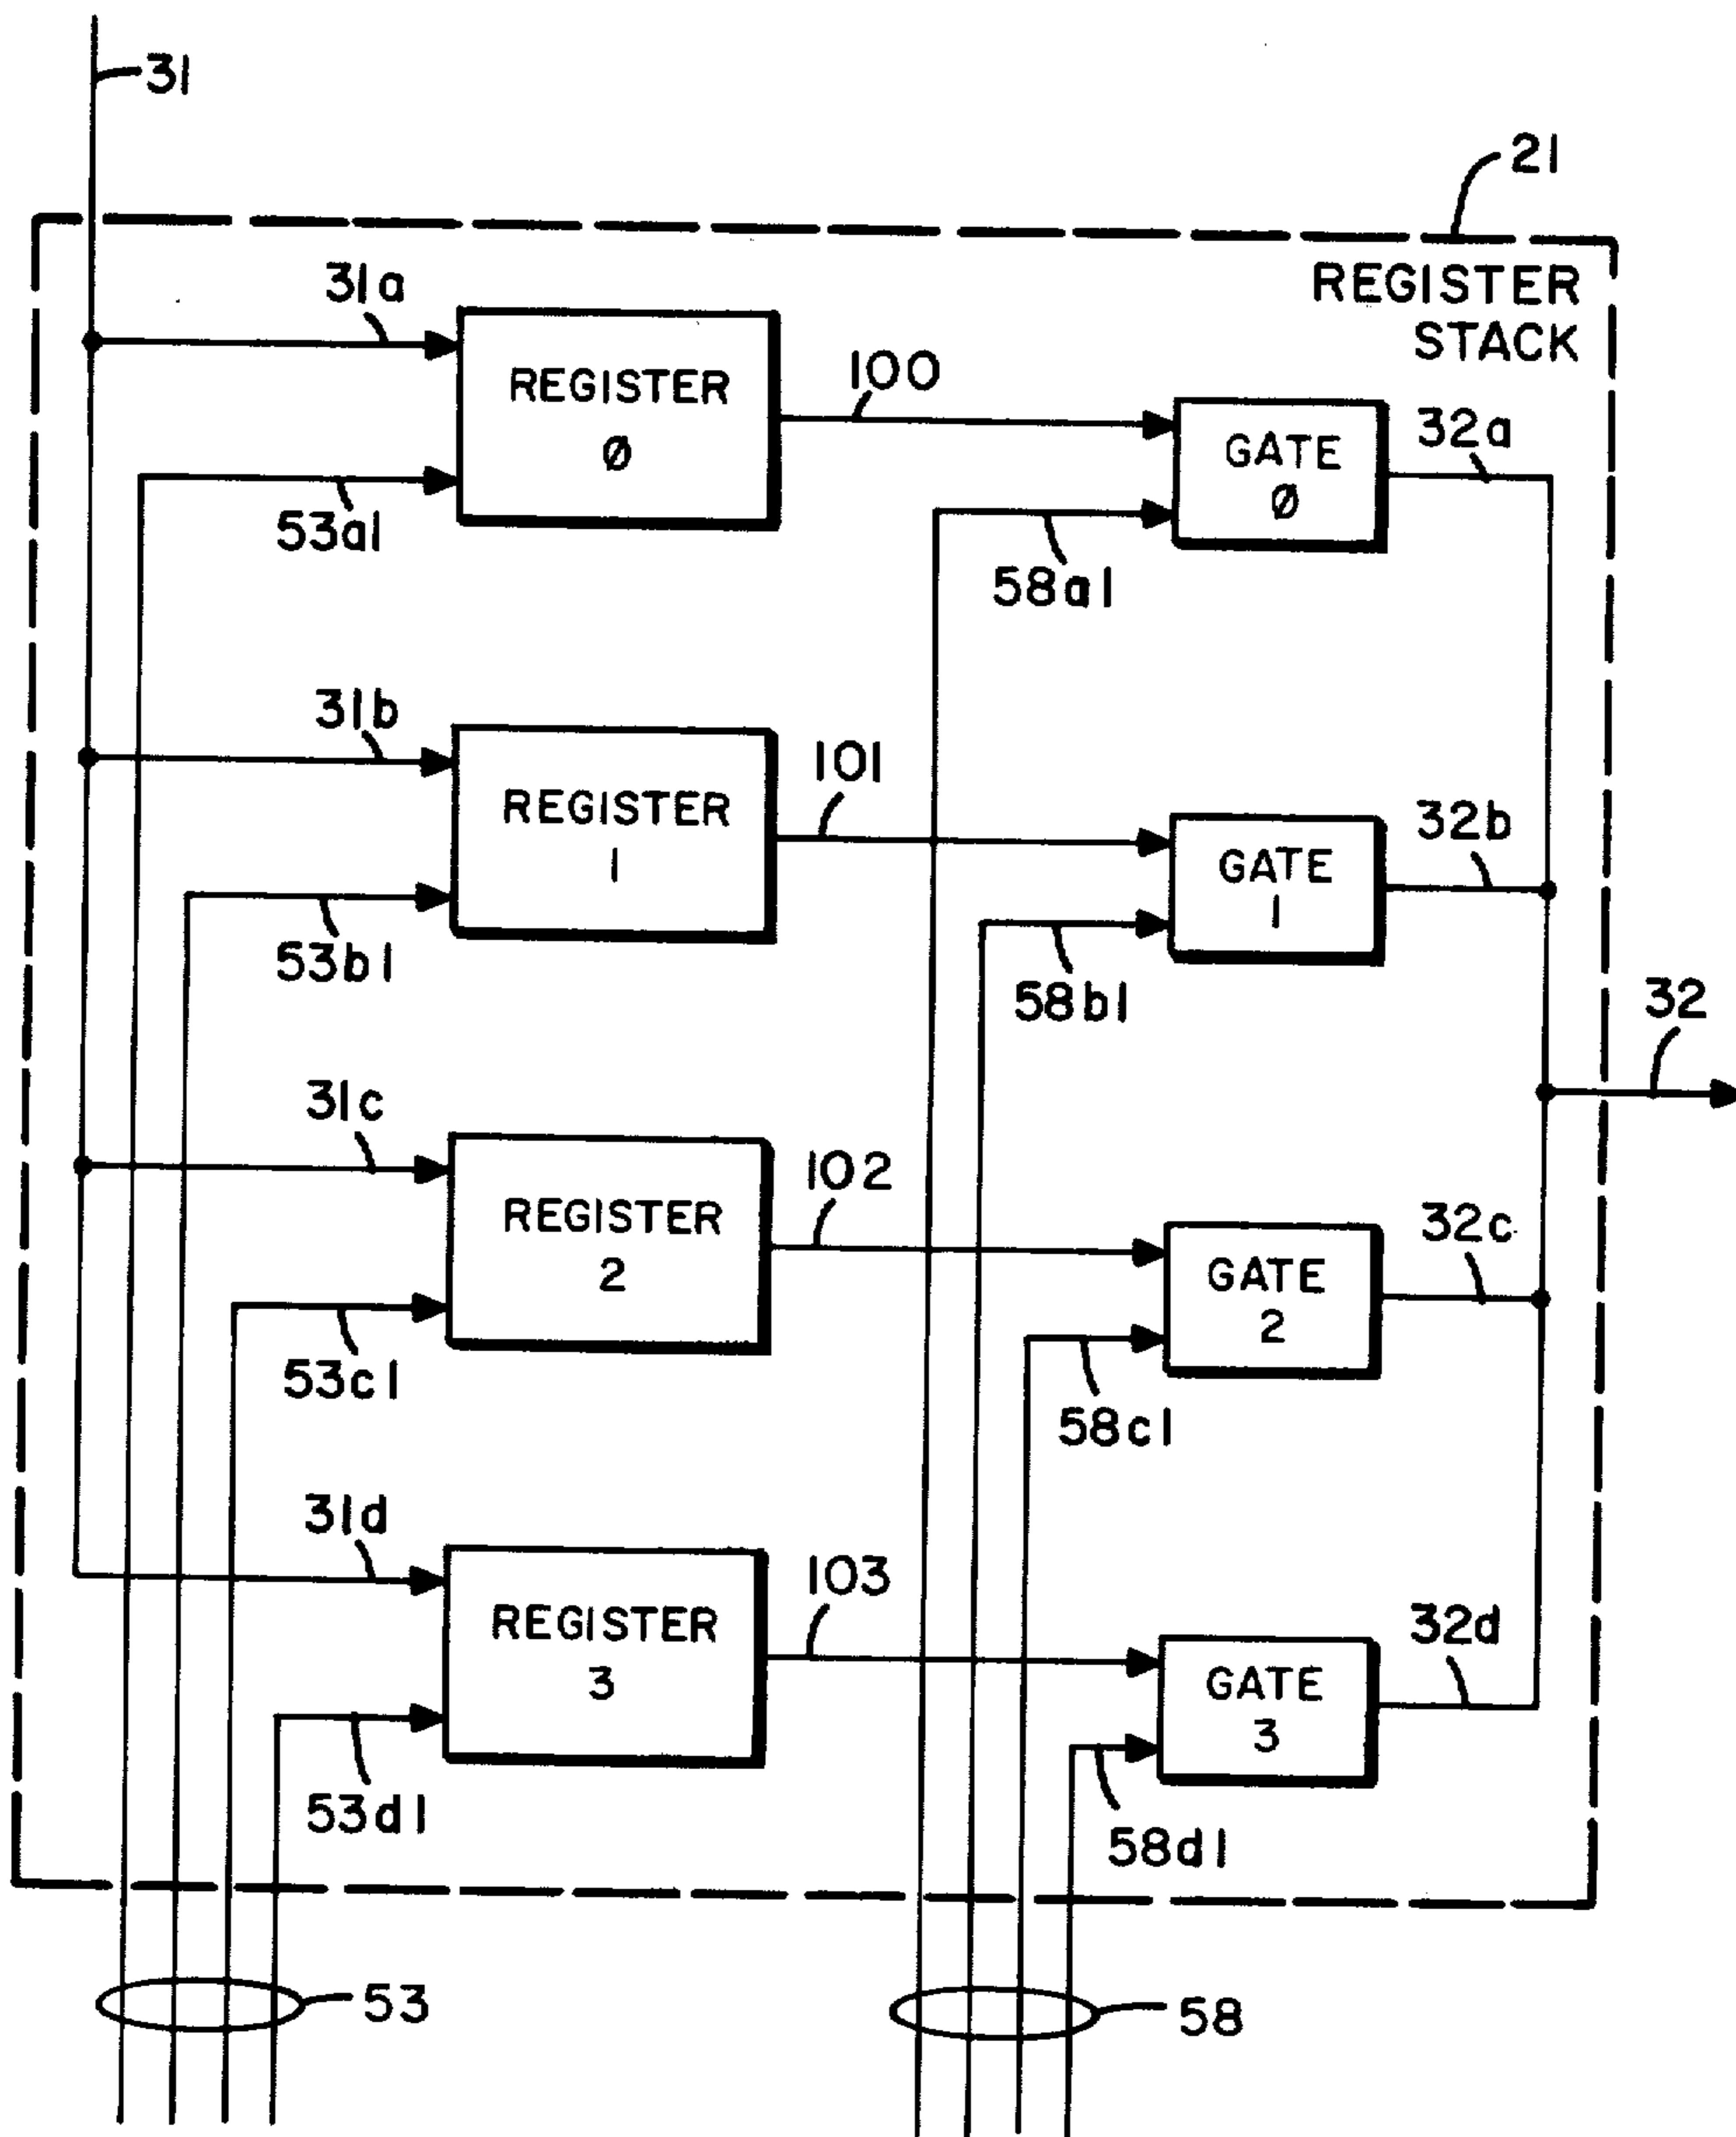 31
21
REGISTER
STACK
31a
REGISTER
Ø
100
GATE
Ø
32a
53a1
58a1
31b
REGISTER
1
101
GATE
1
32b
53b1
58b1
32
31c
REGISTER
2
102
GATE
2
32c
53c1
58c1
31d
REGISTER
3
103
GATE
3
32d
53d1
58d1
53
58